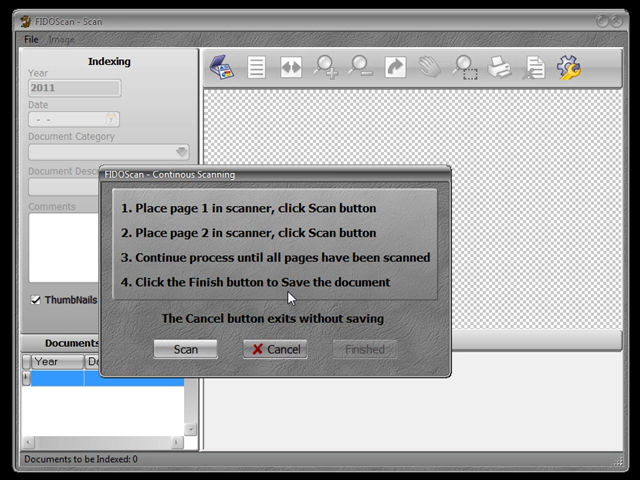 FIDOScan - Scan
File Image
Indexing
Year
2011
Date
- -
Document Category
Document Desc
Comments
ThumbNails
FIDOScan - Continous Scanning
1. Place page 1 in scanner, click Scan button
2. Place page 2 in scanner, click Scan button
3. Continue process until all pages have been scanned
4. Click the Finish button to Save the document
The Cancel button exits without saving
Scan Cancel Finished
Documents
Year
Documents to be Indexed: 0